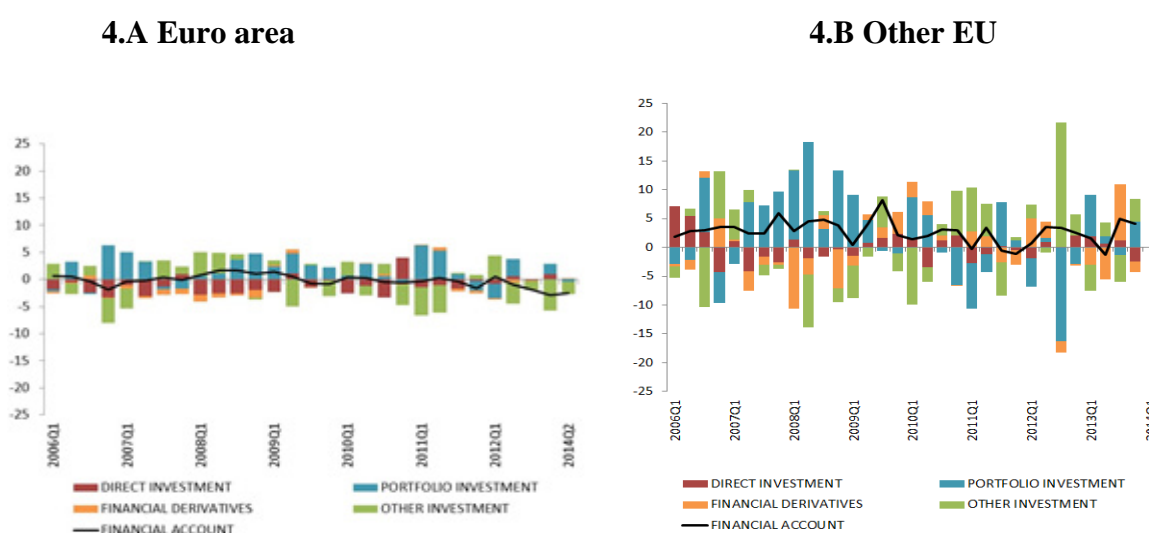 4.A Euro area
25
20
15
10
5
0
-5
-10
-15
-20
-25
2006Q1
2007Q1
2008Q1
2009Q1
2010Q1
2011Q1
2012Q1
2014Q2
DIRECT INVESTMENT
PORTFOLIO INVESTMENT
FINANCIAL DERIVATIVES
OTHER INVESTMENT
FINANCIAL ACCOUNT
4.B Other EU
25
20
15
10
5
0
-5
-10
-15
-20
-25
2006Q1
2007Q1
2008Q1
2009Q1
2010Q1
2011Q1
2012Q1
2013Q1
DIRECT INVESTMENT
PORTFOLIO INVESTMENT
FINANCIAL DERIVATIVES
OTHER INVESTMENT
FINANCIAL ACCOUNT